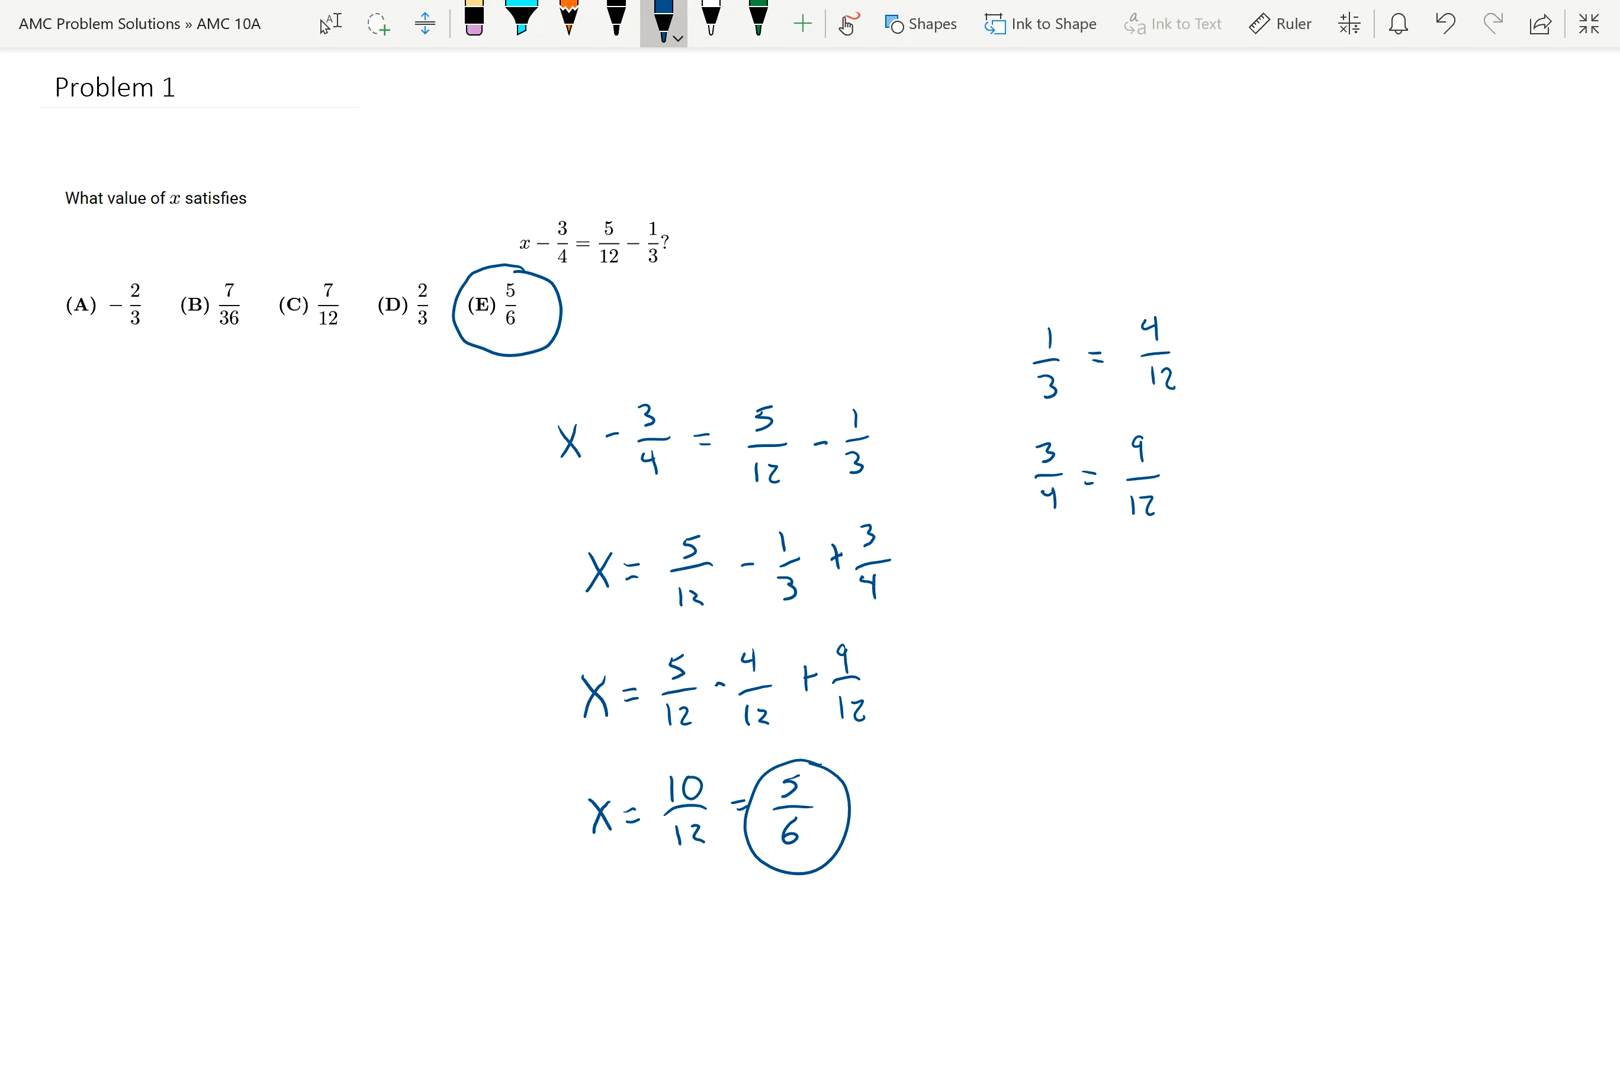 AMC Problem Solutions » AMC 10A
Shapes
Ink to Shape
Ink to Text
Ruler
Problem 1
What value of x satisfies
x − 3/4 = 5/12 − 1/3?
(A) − 2/3 (B) 7/36 (C) 7/12 (D) 2/3 (E) 5/6
1/3 = 4/12
3/4 = 9/12
X - 3/4 = 5/12 - 1/3
X = 5/12 - 1/3 + 3/4
X = 5/12 - 4/12 + 9/12
X = 10/12 = 5/6